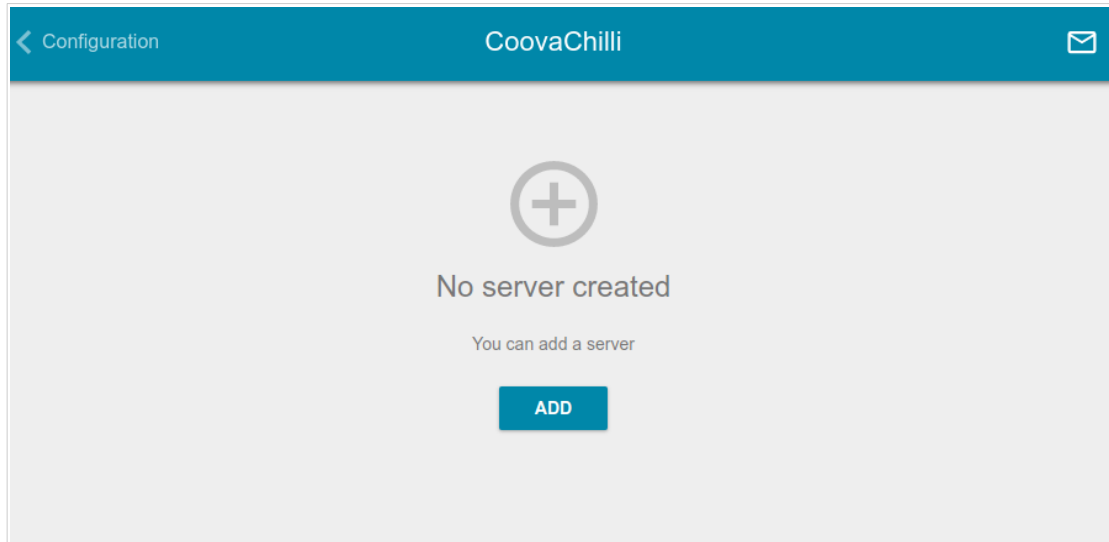 Configuration
CoovaChilli
No server created
You can add a server
ADD